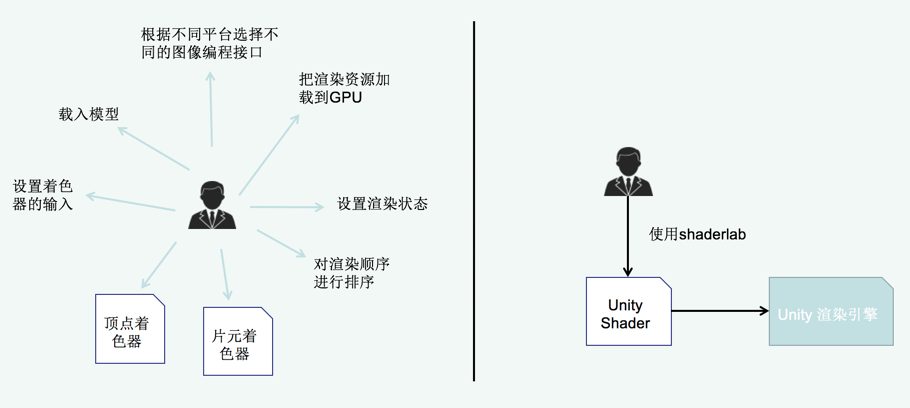 根据不同平台选择不
同的图像编程接口
把渲染资源加
载到GPU
载入模型
设置着色
器的输入
设置渲染状态
对渲染顺序
进行排序
顶点着
色器
片元着
色器
使用shaderlab
Unity
Shader
Unity 渲染引擎